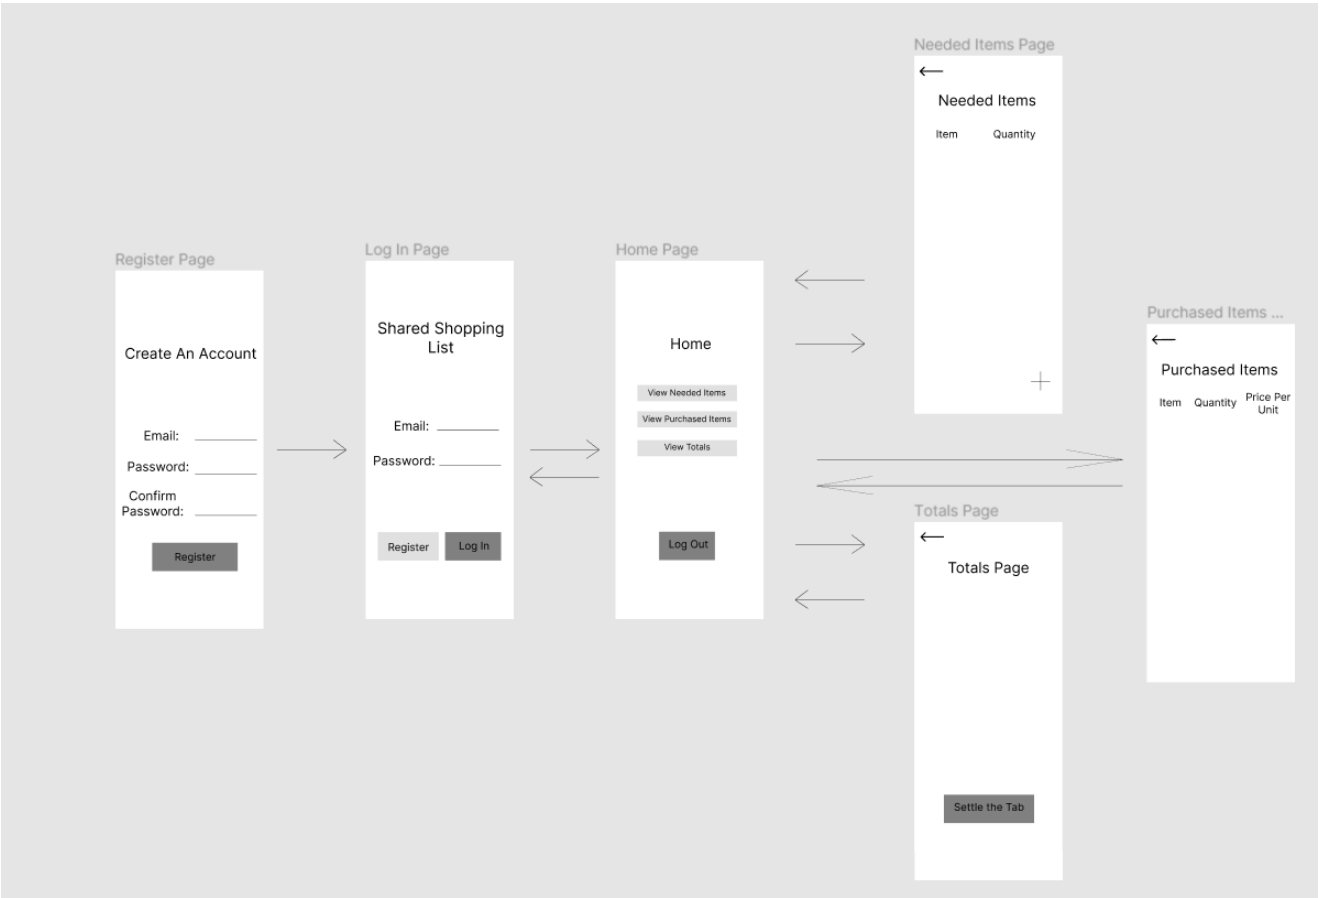 Register Page
Create An Account
Email:
Password:
Confirm
Password:
Register
Log In Page
Shared Shopping
List
Email:
Password:
Register
Log In
Home Page
Home
View Needed Items
View Purchased Items
View Totals
Log Out
Needed Items Page
Needed Items
Item Quantity
Totals Page
Totals Page
Settle the Tab
Purchased Items ...
Purchased Items
Item Quantity Price Per
Unit